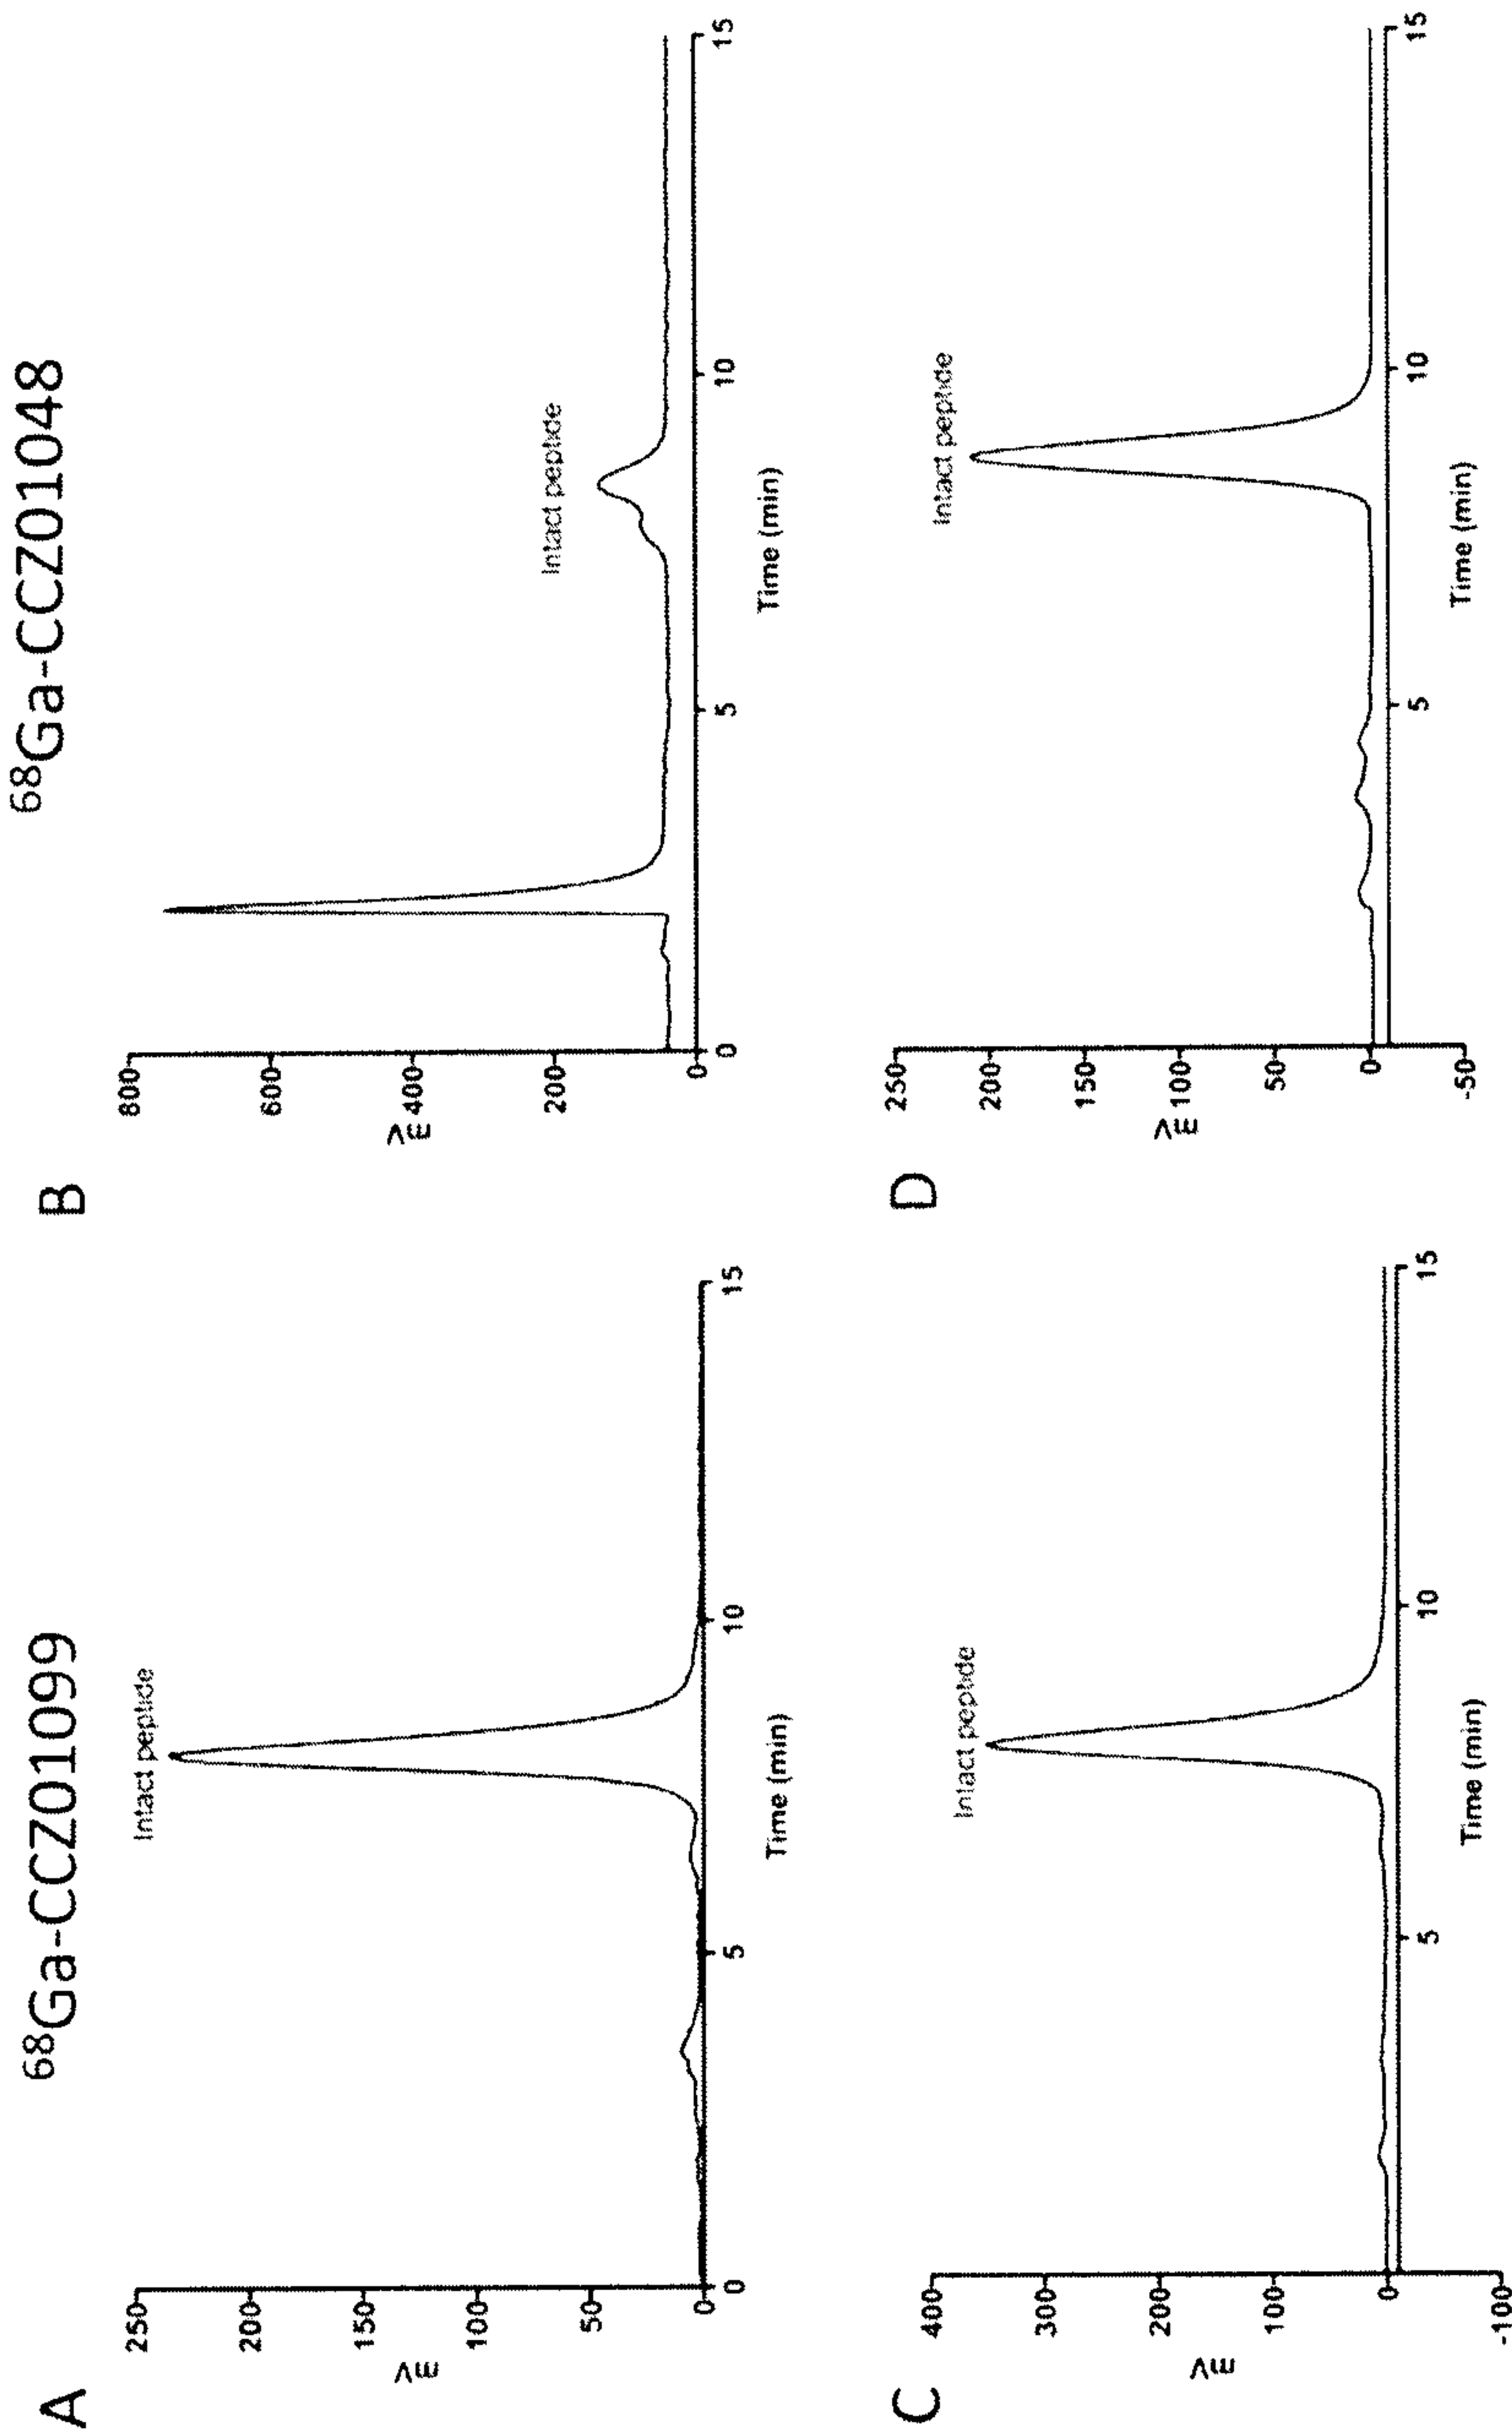 ⁶⁸Ga-CCZ01099
⁶⁸Ga-CCZ01048
A
250
200
150
100
50
0
mV
Intact peptide
0
5
10
15
Time (min)
B
800
600
400
200
0
mV
Intact peptide
0
5
10
15
Time (min)
C
400
300
200
100
0
-100
mV
Intact peptide
5
10
15
Time (min)
D
250
200
150
100
50
0
-50
mV
Intact peptide
5
10
15
Time (min)